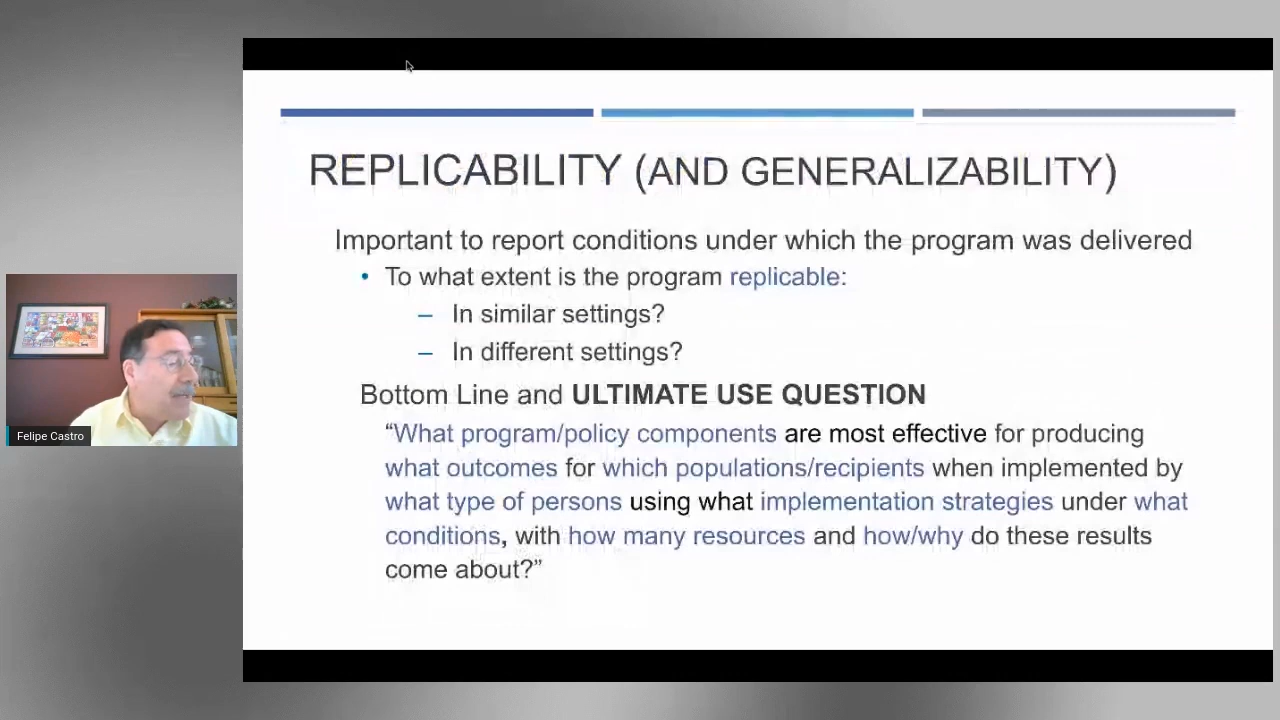 REPLICABILITY (AND GENERALIZABILITY)
Important to report conditions under which the program was delivered
• To what extent is the program replicable:
– In similar settings?
– In different settings?
Bottom Line and ULTIMATE USE QUESTION
“What program/policy components are most effective for producing
what outcomes for which populations/recipients when implemented by
what type of persons using what implementation strategies under what
conditions, with how many resources and how/why do these results
come about?”
Felipe Castro